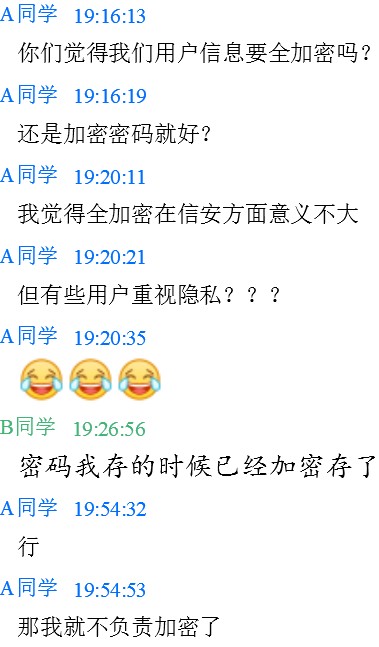 A同学 19:16:13
你们觉得我们用户信息要全加密吗？
A同学 19:16:19
还是加密密码就好？
A同学 19:20:11
我觉得全加密在信安方面意义不大
A同学 19:20:21
但有些用户重视隐私？？？
A同学 19:20:35
B同学 19:26:56
密码我存的时候已经加密存了
A同学 19:54:32
行
A同学 19:54:53
那我就不负责加密了